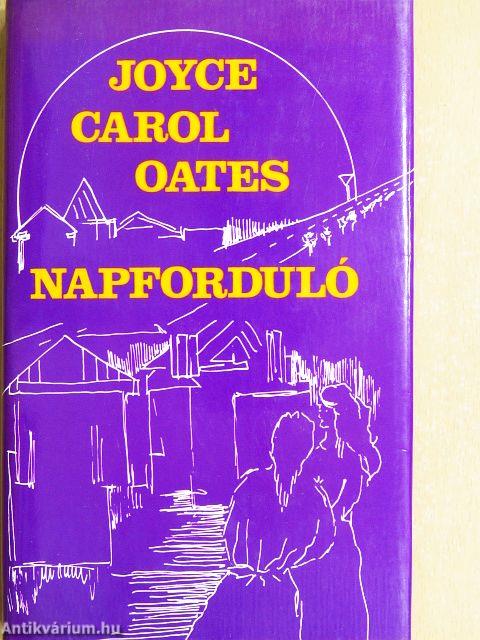 JOYCE
CAROL
OATES
NAPFORDULÓ
Antikvárium.hu